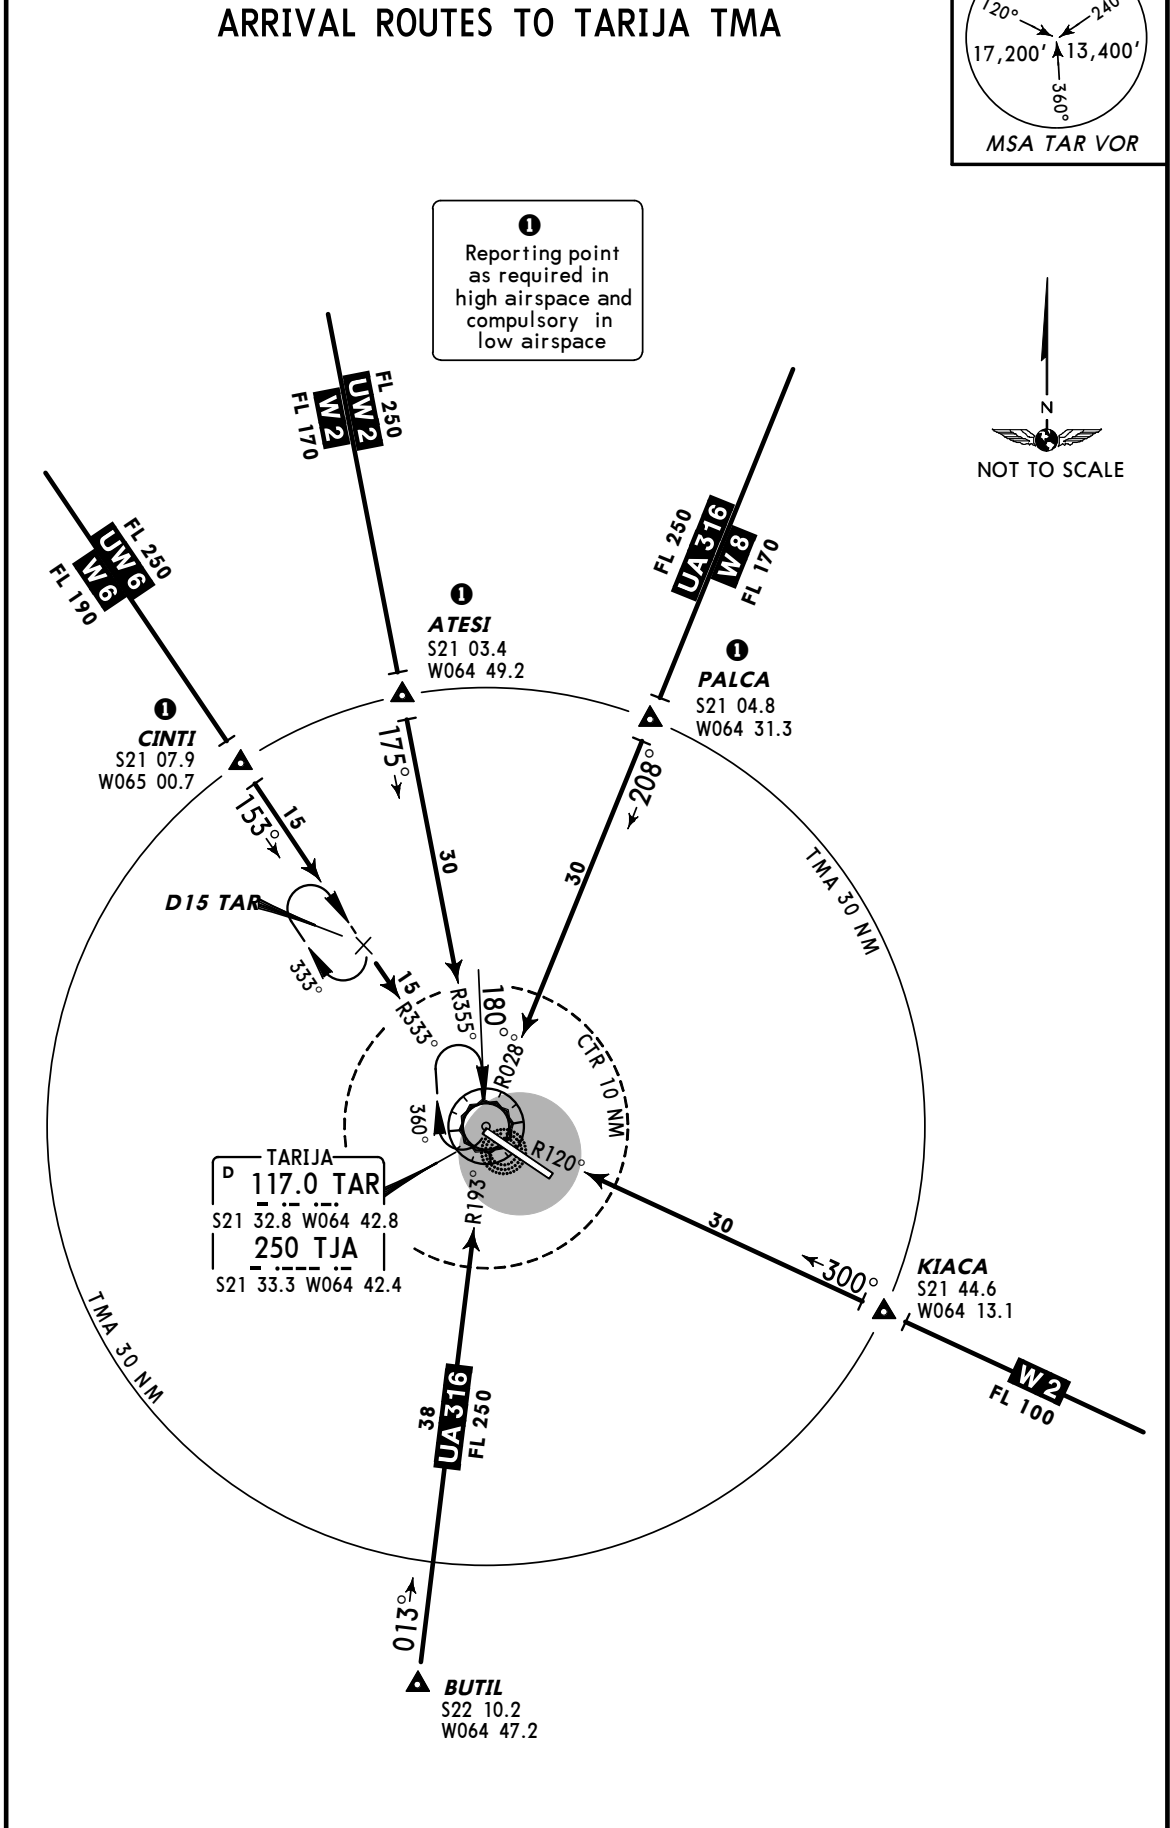 ARRIVAL ROUTES TO TARIJA TMA
120°
240
17,200'
13,400'
360°
MSA TAR VOR
1
Reporting point
as required in
high airspace and
compulsory in
low airspace
N
NOT TO SCALE
FL 250
UW 2
W 2
FL 170
FL 250
UW 6
W 6
FL 190
FL 250
UA 316
W 8
FL 170
1
ATESI
S21 03.4
W064 49.2
1
PALCA
S21 04.8
W064 31.3
1
CINTI
S21 07.9
W065 00.7
175°
208°
153°
15
30
30
TMA 30 NM
D15 TAR
333°
15
R333°
R355°
180°
R028°
CTR 10 NM
360°
R120°
R193°
TARIJA
D
117.0 TAR
S21 32.8 W064 42.8
250 TJA
S21 33.3 W064 42.4
30
300°
KIACA
S21 44.6
W064 13.1
W 2
FL 100
TMA 30 NM
38
UA 316
FL 250
013°
BUTIL
S22 10.2
W064 47.2